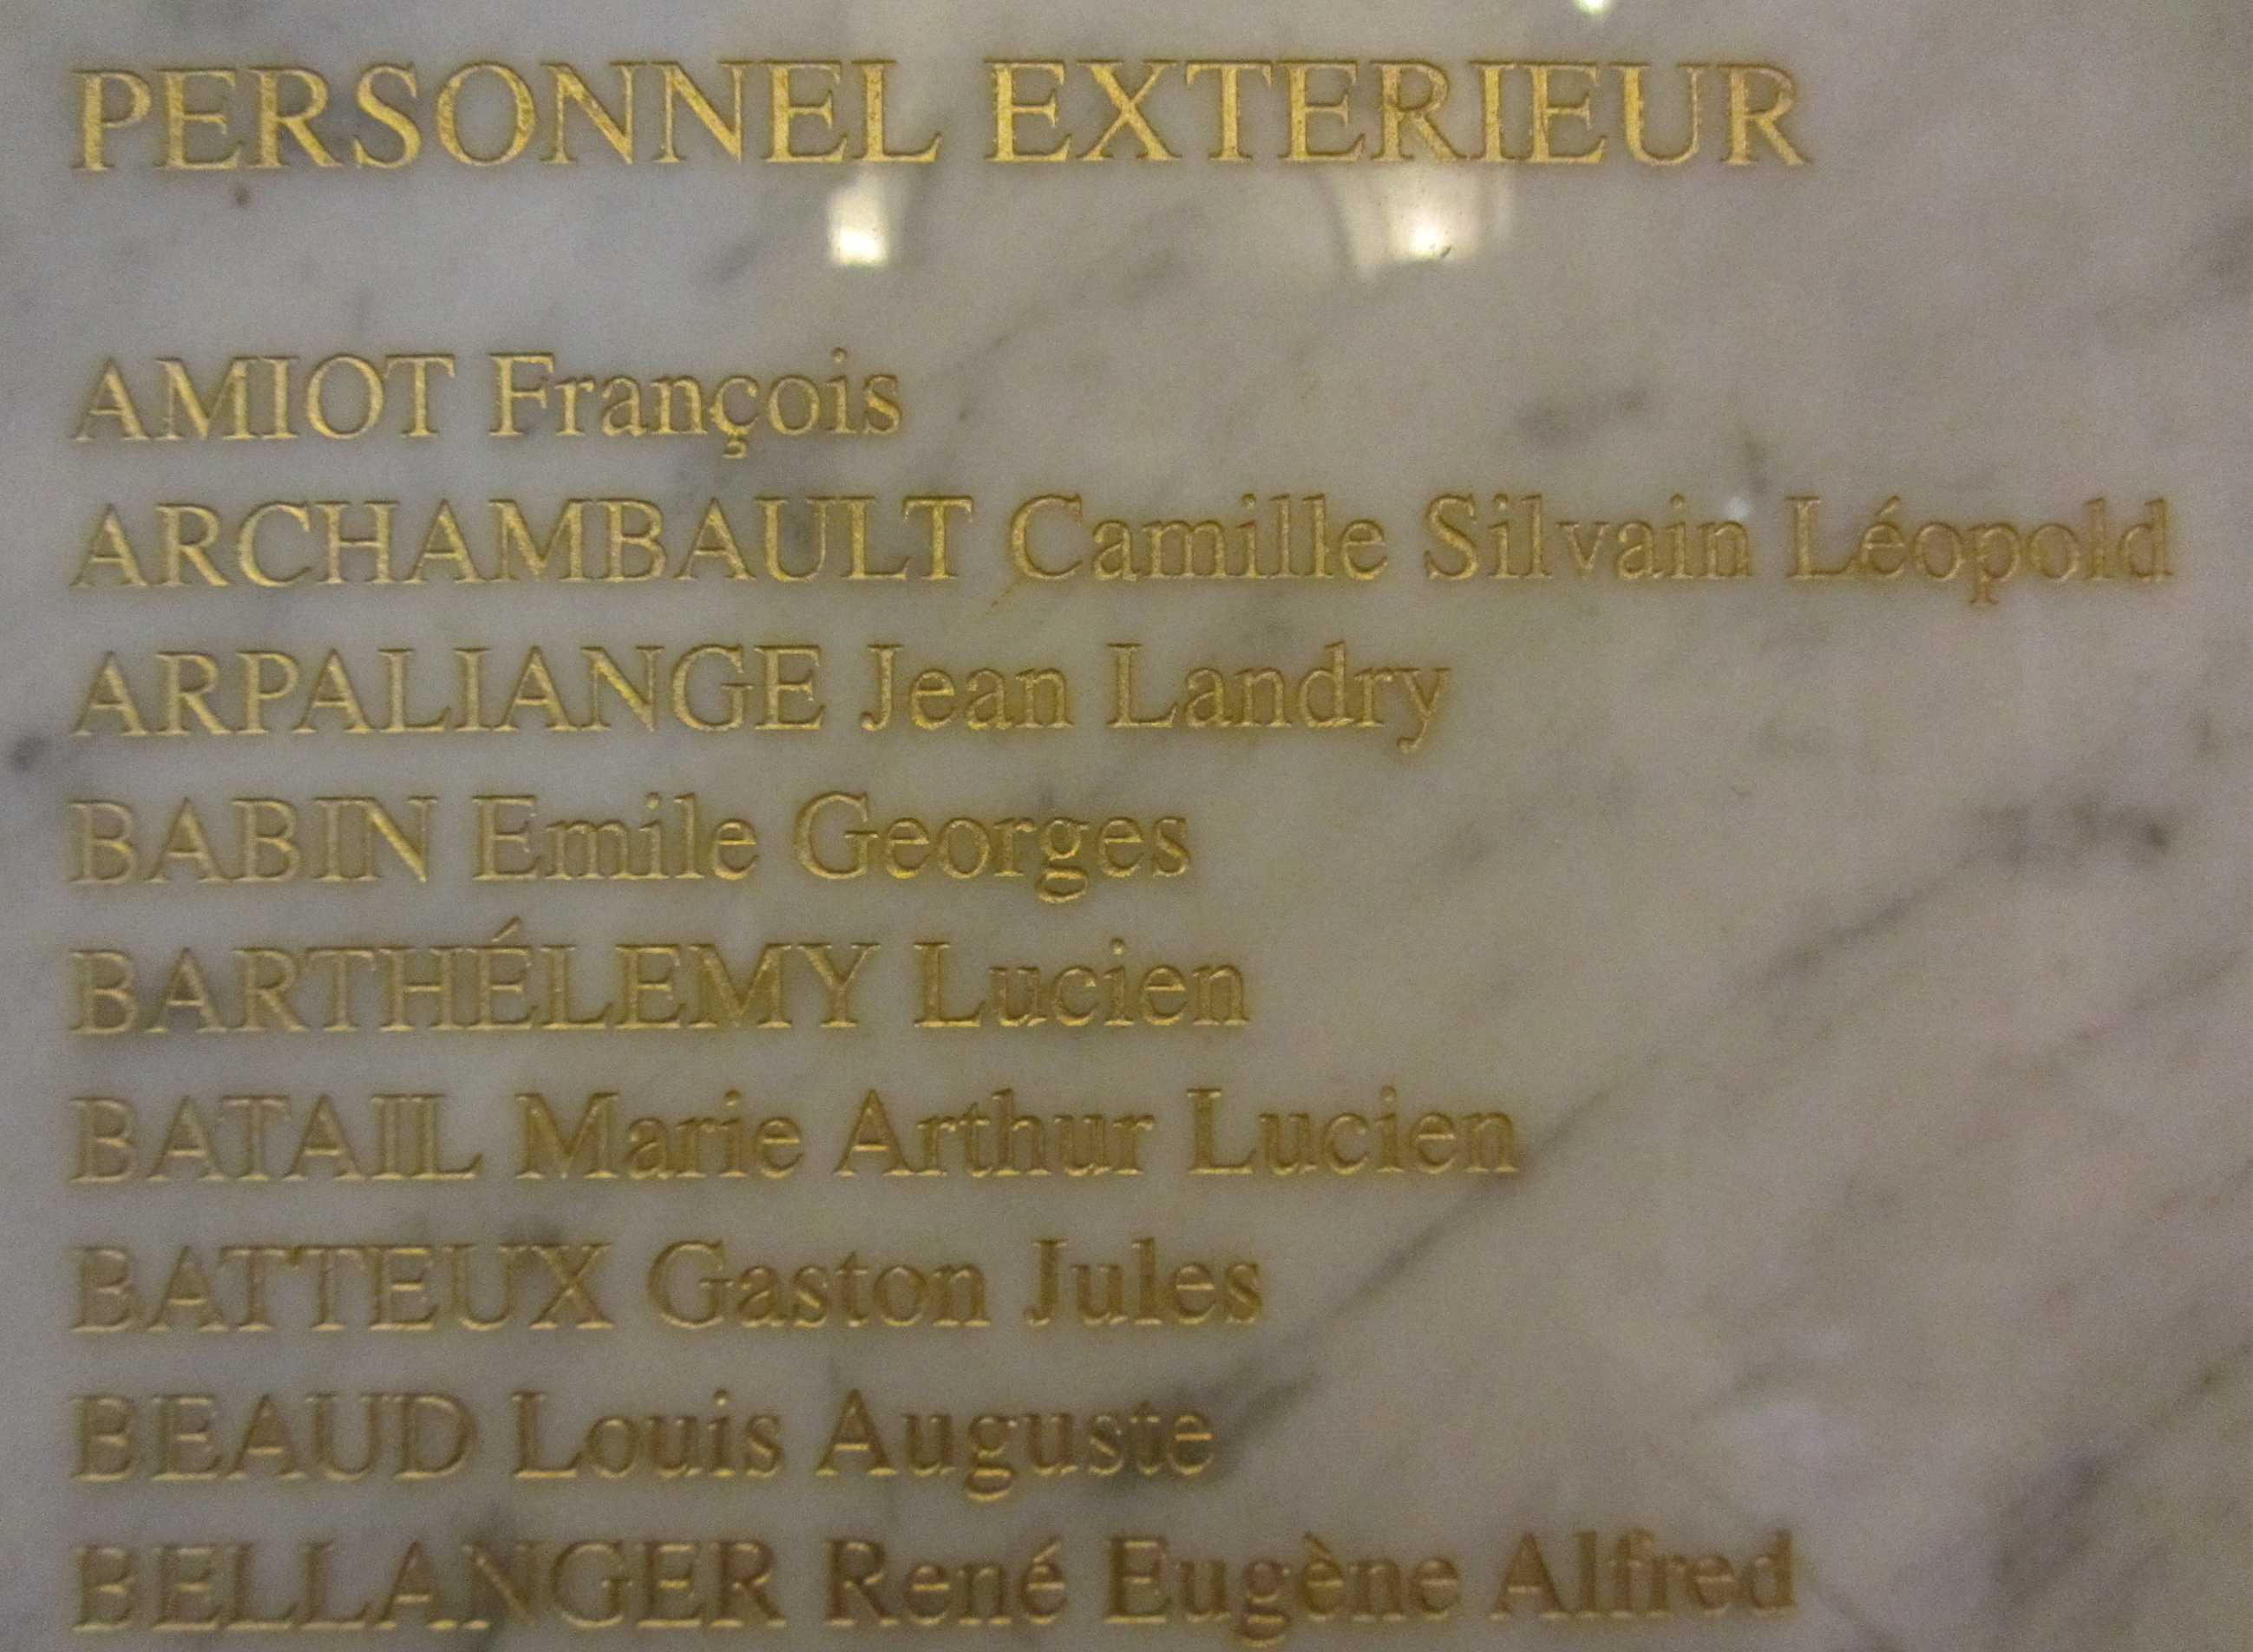 PERSONNEL EXTERIEUR
AMIOT François
ARCHAMBAULT Camille Silvain Léopold
ARPALIANGE Jean Landry
BABIN Emile Georges
BARTHÉLEMY Lucien
BATAIL Marie Arthur Lucien
BATTEUX Gaston Jules
BEAUD Louis Auguste
BELLANGER René Eugène Alfred